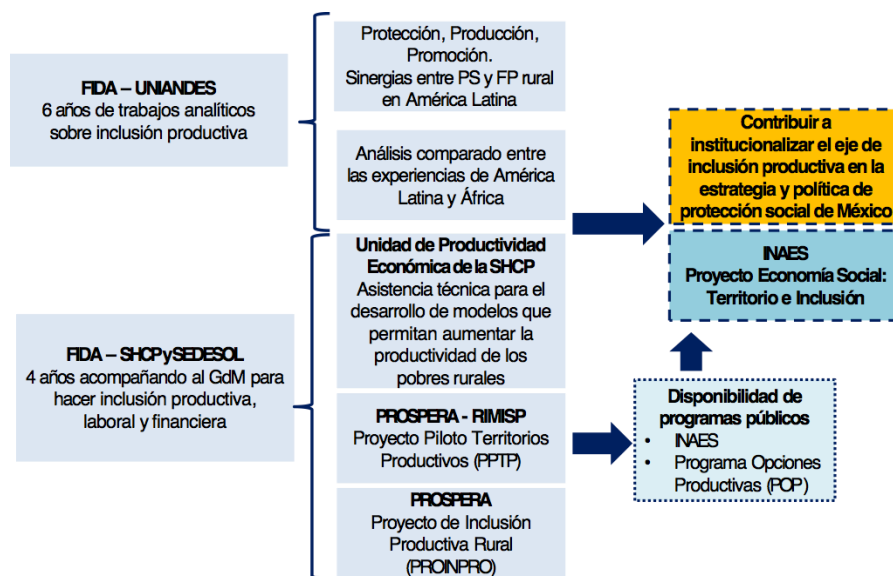 FIDA – UNIANDES
6 años de trabajos analíticos
sobre inclusión productiva
Protección, Producción,
Promoción.
Sinergias entre PS y FP rural
en América Latina
Análisis comparado entre
las experiencias de América
Latina y África
FIDA – SHCPySEDESOL
4 años acompañando al GdM para
hacer inclusión productiva,
laboral y financiera
Unidad de Productividad
Económica de la SHCP
Asistencia técnica para el
desarrollo de modelos que
permitan aumentar la
productividad de los
pobres rurales
PROSPERA - RIMISP
Proyecto Piloto Territorios
Productivos (PPTP)
PROSPERA
Proyecto de Inclusión
Productiva Rural
(PROINPRO)
Contribuir a
institucionalizar el eje de
inclusión productiva en la
estrategia y política de
protección social de México
INAES
Proyecto Economía Social:
Territorio e Inclusión
Disponibilidad de
programas públicos
• INAES
• Programa Opciones
Productivas (POP)